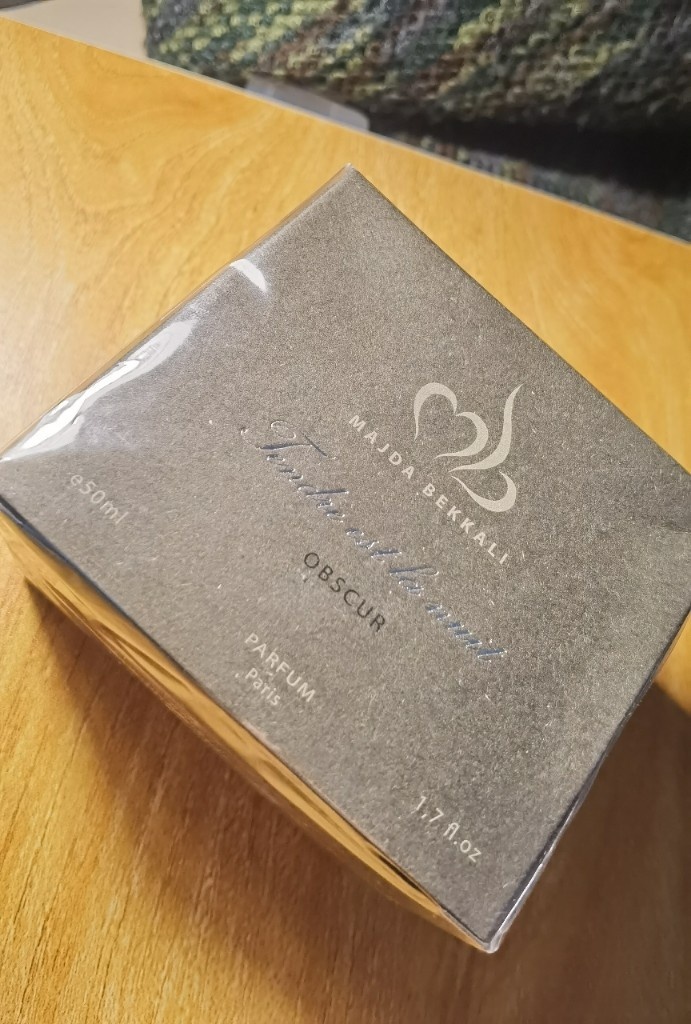 MAJDA BEKKALI
Tendre est la nuit
OBSCUR
PARFUM
Paris
e50ml
1.7 fl.oz